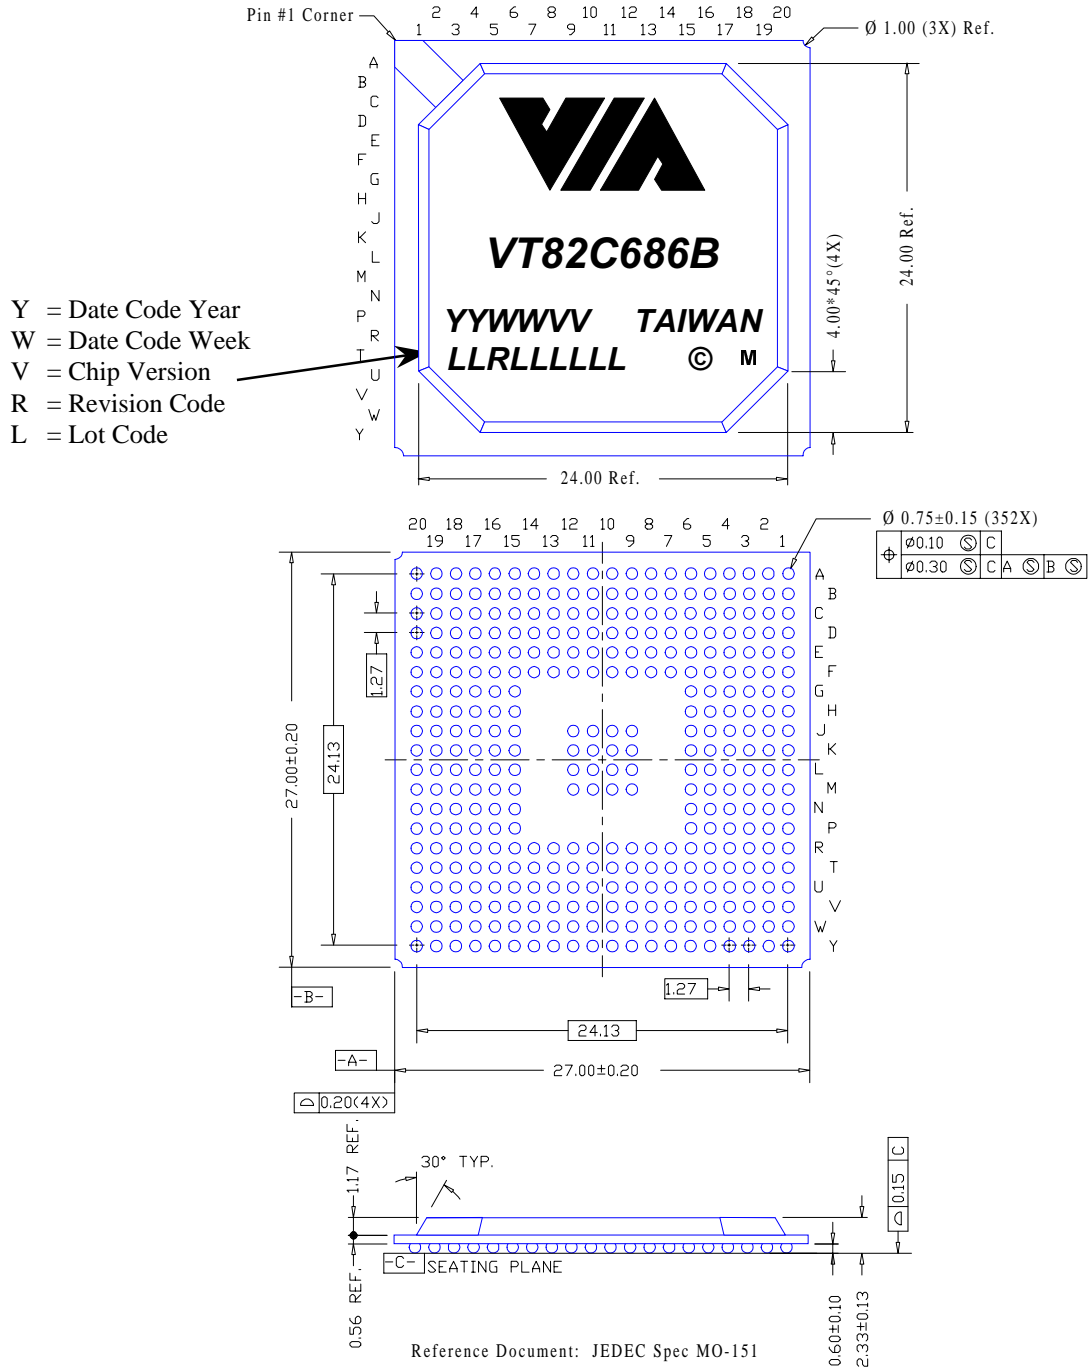 Pin #1 Corner
2 4 6 8 10 12 14 16 18 20
1 3 5 7 9 11 13 15 17 19
Ø 1.00 (3X) Ref.
A
B
C
D
E
F
G
H
J
K
L
M
N
P
R
T
U
V
W
Y
VIA
VT82C686B
YYWWVV TAIWAN
LLRLLLLLL © M
4.00*45°(4X)
24.00 Ref.
Y = Date Code Year
W = Date Code Week
V = Chip Version
R = Revision Code
L = Lot Code
24.00 Ref.
20 18 16 14 12 10 8 6 4 2
19 17 15 13 11 9 7 5 3 1
Ø 0.75±0.15 (352X)
⌖ ø0.10 Ⓢ C
ø0.30 Ⓢ C A Ⓢ B Ⓢ
A
B
C
D
E
F
G
H
J
K
L
M
N
P
R
T
U
V
W
Y
1.27
24.13
27.00±0.20
-B-
1.27
24.13
-A-
27.00±0.20
⌓ 0.20(4X)
1.17 REF.
30° TYP.
⌓ 0.15 C
-C- SEATING PLANE
0.56 REF.
0.60±0.10
2.33±0.13
Reference Document: JEDEC Spec MO-151